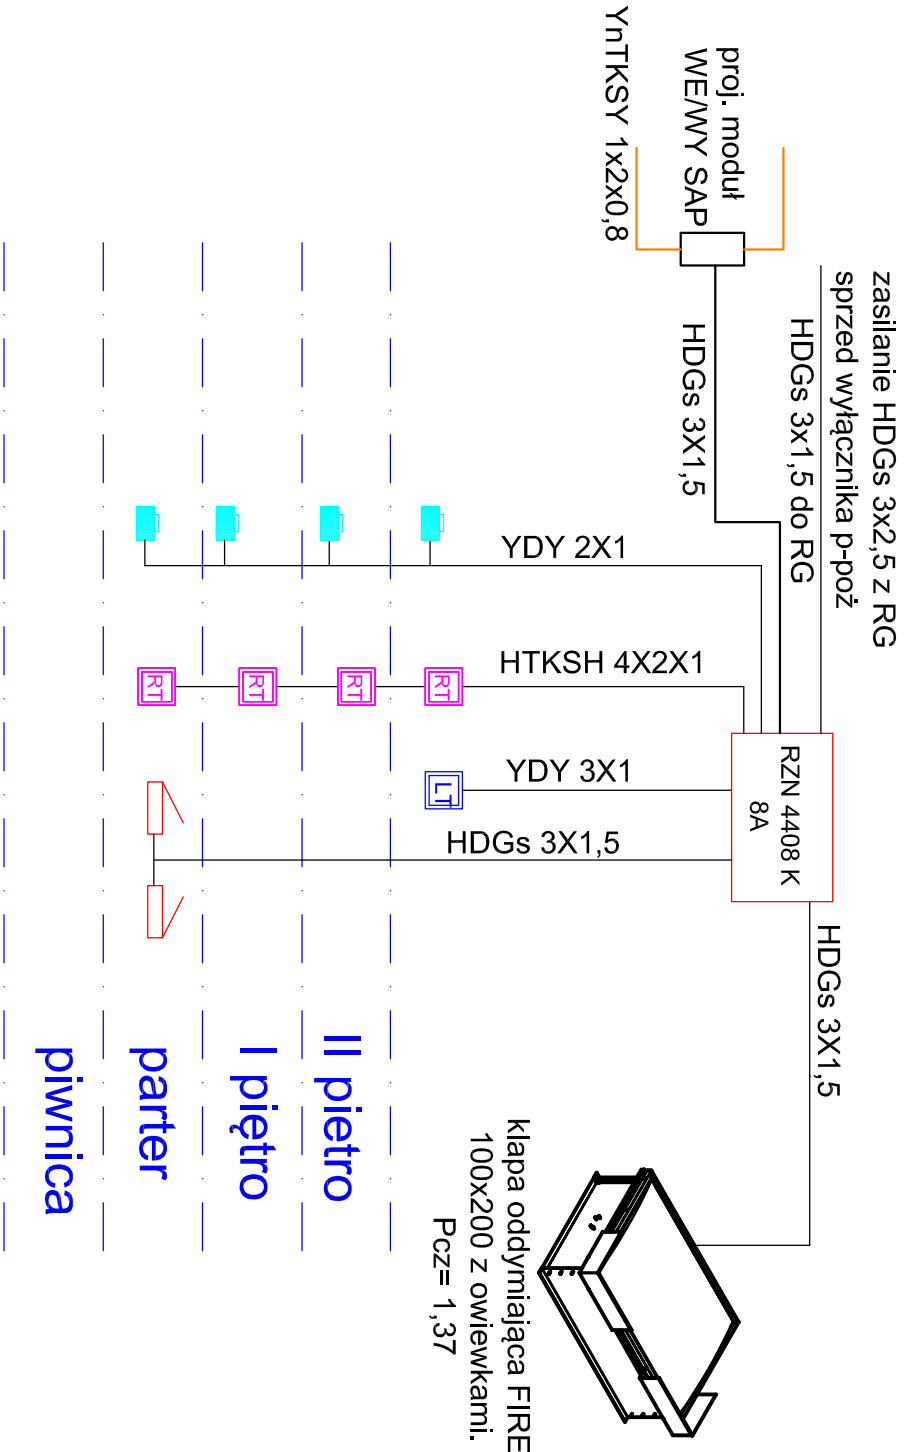 zasilanie HDGs 3x2,5 z RG
sprzed wyłącznika p-poż
HDGs 3x1,5 do RG
proj. moduł
WE/WY SAP
YnTKSY 1x2x0,8
HDGs 3X1,5
RZN 4408 K
8A
HDGs 3X1,5
YDY 2X1
HTKSH 4X2X1
YDY 3X1
HDGs 3X1,5
LT
RT
RT
RT
RT
klapa oddymiająca FIRE
100x200 z owiewkami.
Pcz= 1,37
II pietro
I piętro
parter
piwnica